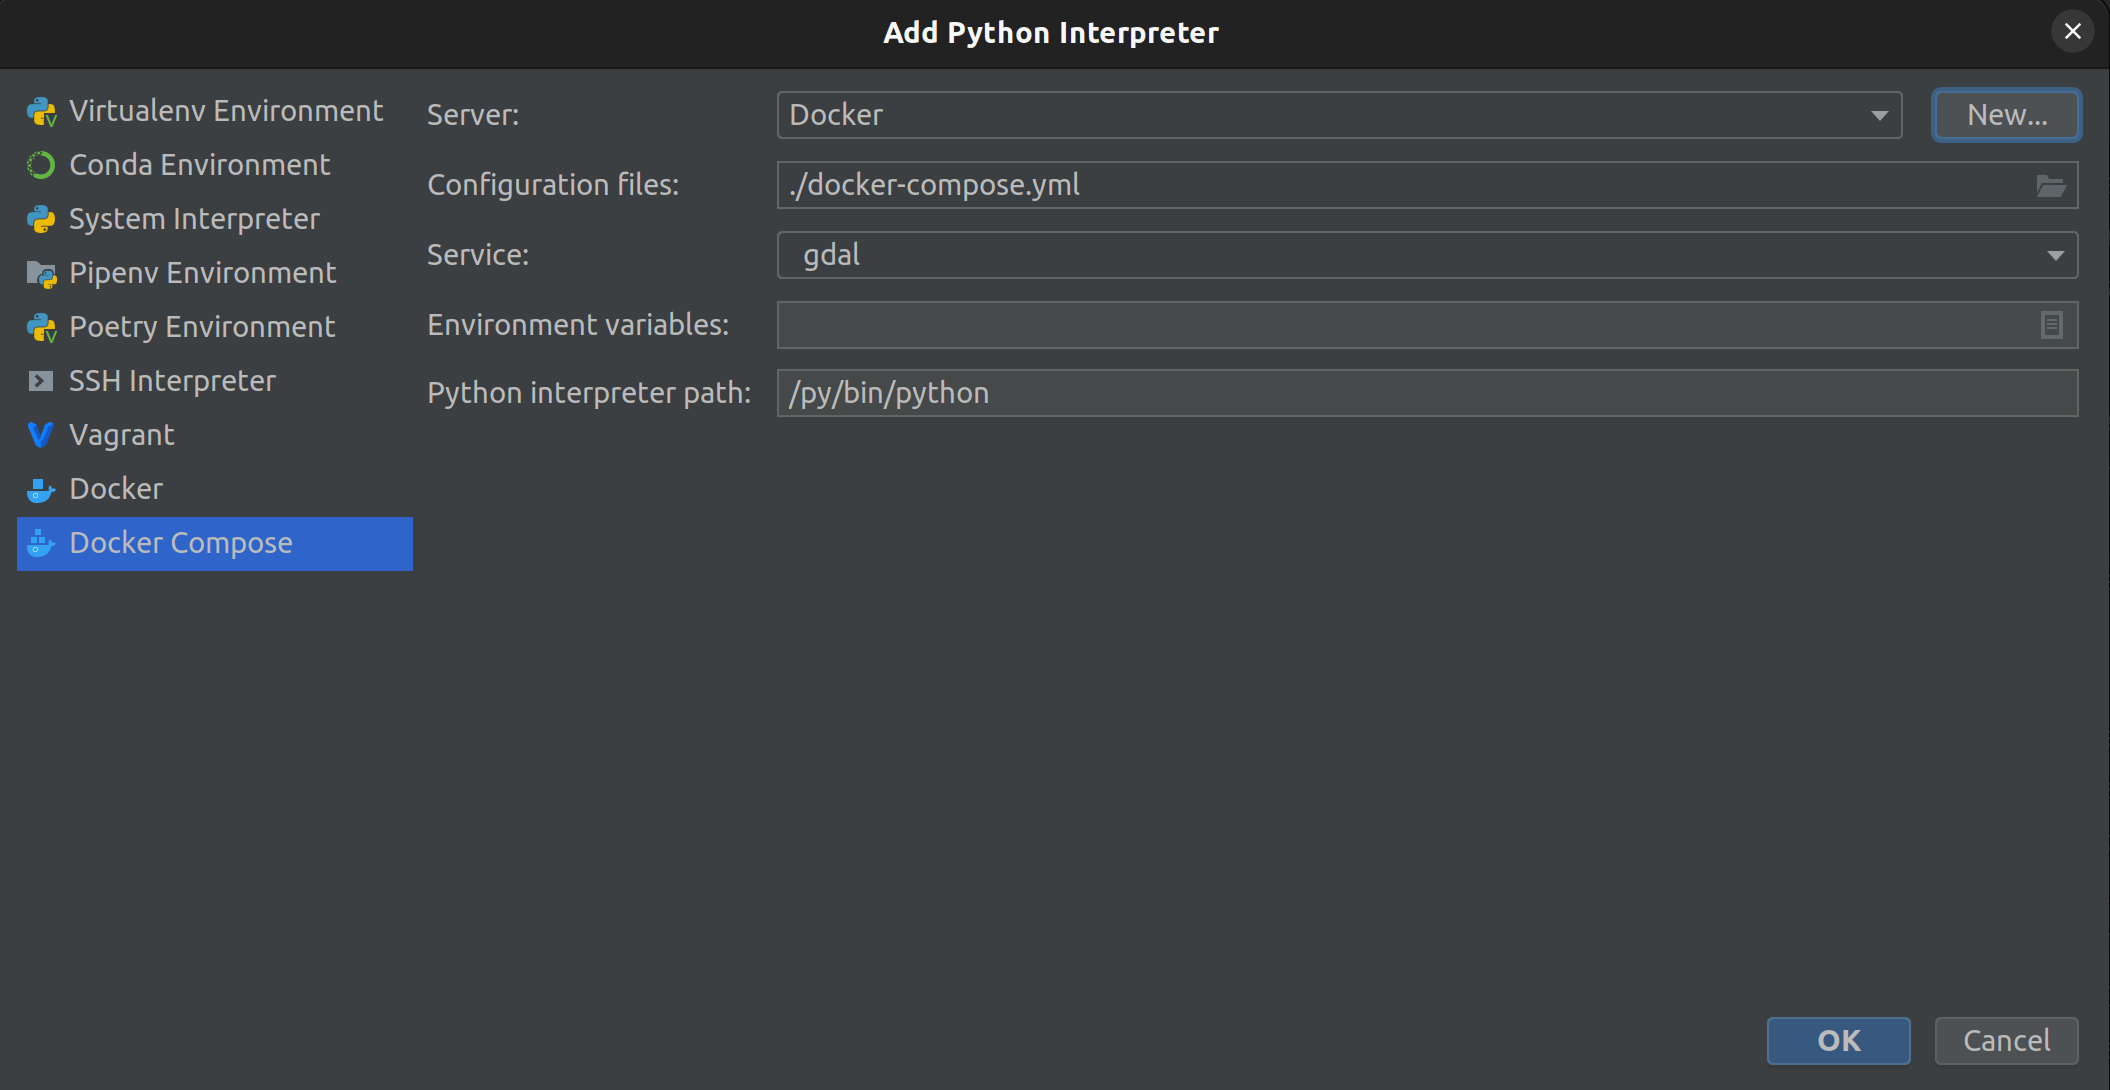 Add Python Interpreter
Virtualenv Environment
Conda Environment
System Interpreter
Pipenv Environment
Poetry Environment
SSH Interpreter
Vagrant
Docker
Docker Compose
Server: Docker New...
Configuration files: ./docker-compose.yml
Service: gdal
Environment variables:
Python interpreter path: /py/bin/python
OK Cancel